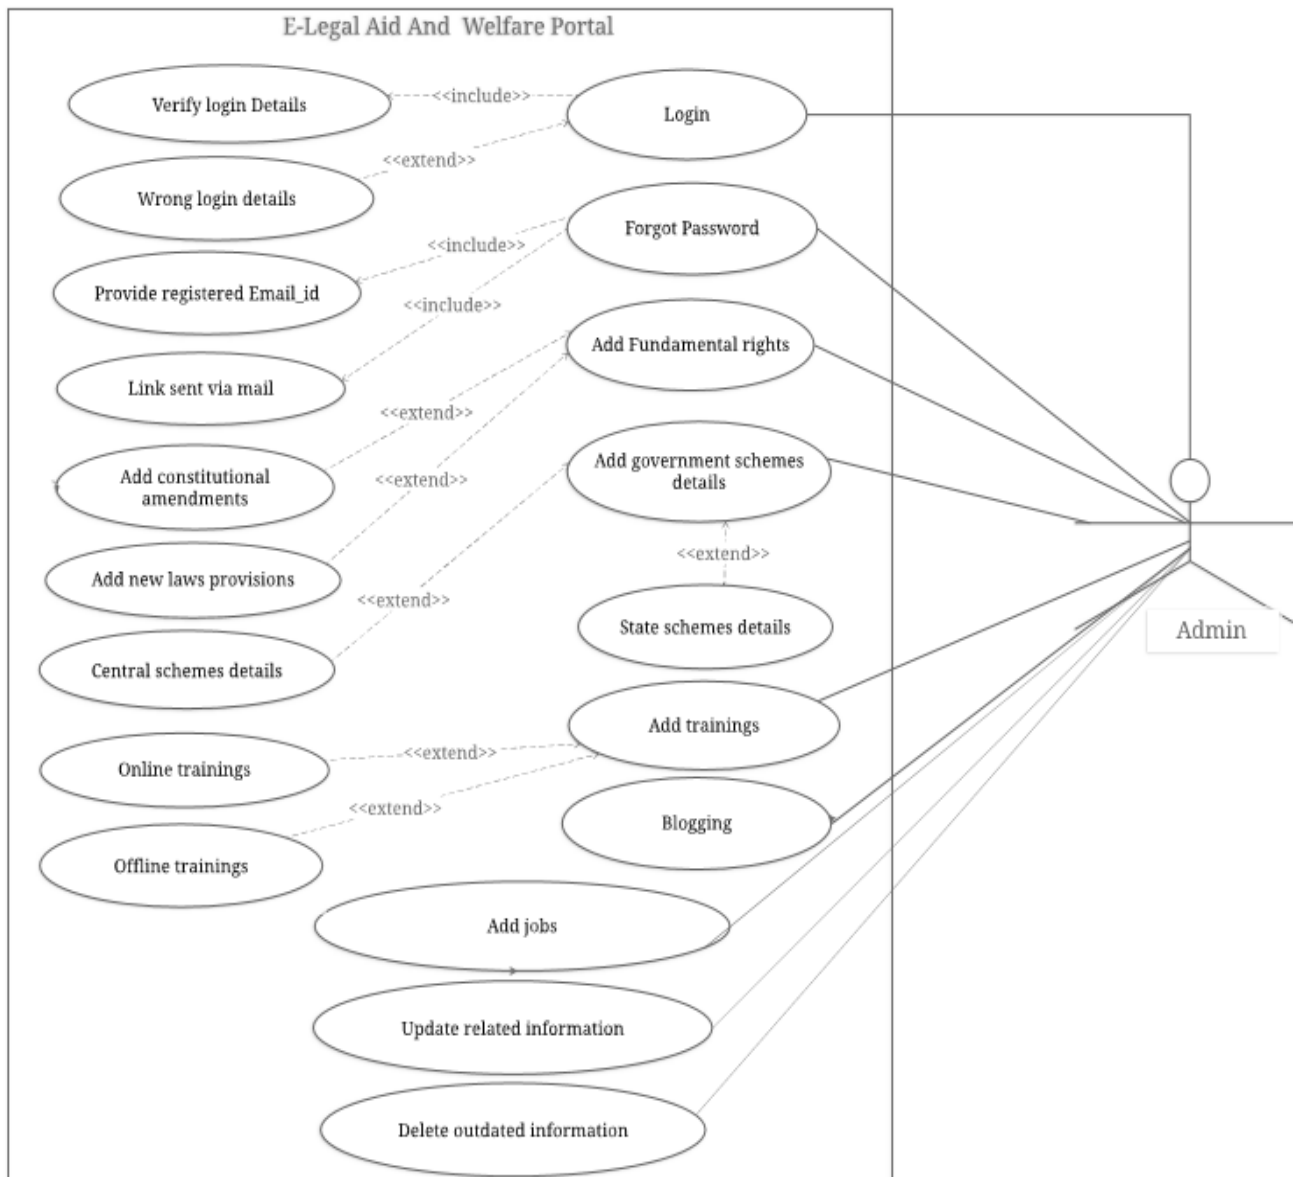 E-Legal Aid And Welfare Portal
Verify login Details
<<include>>
Login
<<extend>>
Wrong login details
Forgot Password
<<include>>
Provide registered Email_id
<<include>>
Add Fundamental rights
Link sent via mail
<<extend>>
Add government schemes
details
Add constitutional
amendments
<<extend>>
<<extend>>
Add new laws provisions
<<extend>>
State schemes details
Admin
Central schemes details
Add trainings
<<extend>>
Online trainings
<<extend>>
Blogging
Offline trainings
Add jobs
Update related information
Delete outdated information